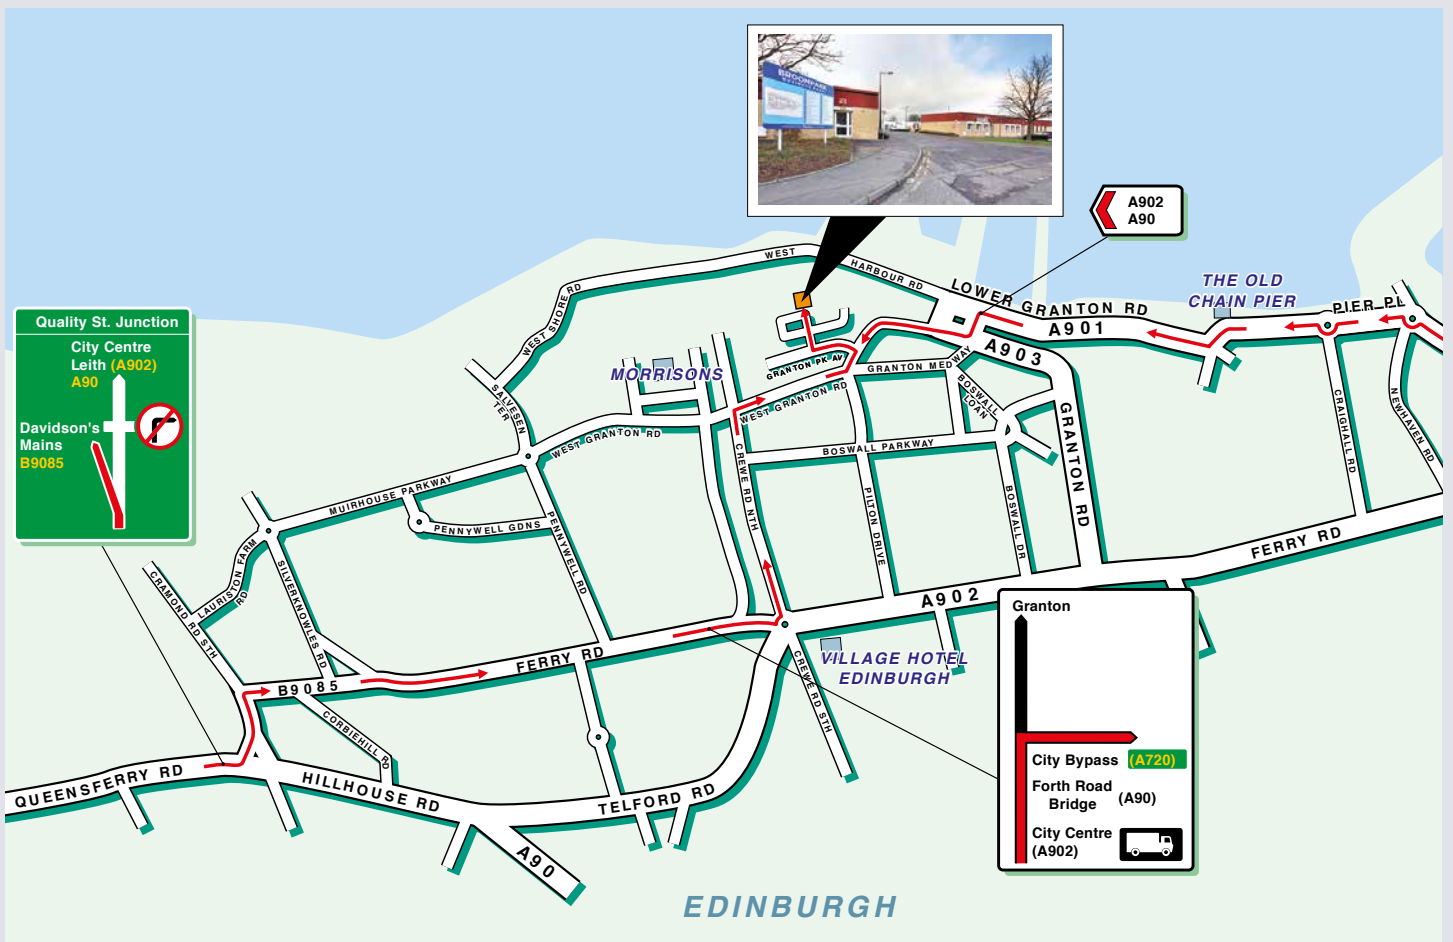 BROOMPARK
A902
A90
THE OLD
CHAIN PIER
WEST
HARBOUR RD
LOWER GRANTON RD
A901
PIER PL
A903
WEST SHORE RD
Quality St. Junction
City Centre
Leith (A902)
A90
Davidson's
Mains
B9085
MORRISONS
GRANTON PK AV
GRANTON MED WAY
WEST GRANTON RD
BOSWALL
LOAN
SALVESEN
TER
WEST GRANTON RD
CRAIGHALL RD
NEWHAVEN RD
GRANTON RD
BOSWALL PARKWAY
CREWE RD NTH
MUIRHOUSE PARKWAY
PENNYWELL GDNS
PENNYWELL RD
PILTON DRIVE
BOSWALL DR
FERRY RD
LAURISTON FARM
RD
CRAMOND RD STH
SILVERKNOWLES RD
A902
FERRY RD
VILLAGE HOTEL
EDINBURGH
CREWE RD STH
B9085
CORBIEHILL RD
QUEENSFERRY RD
HILLHOUSE RD
TELFORD RD
A90
Granton
City Bypass (A720)
Forth Road
Bridge (A90)
City Centre
(A902)
EDINBURGH